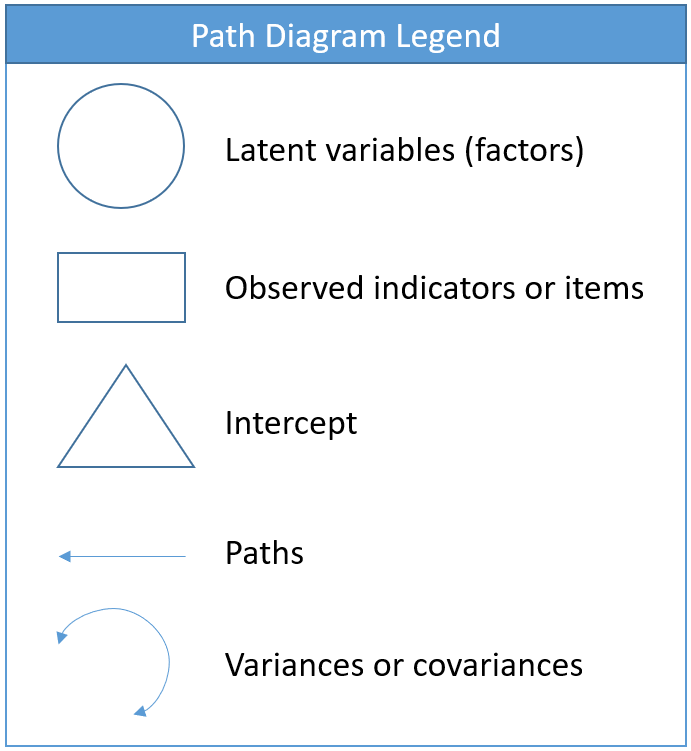 Path Diagram Legend
Latent variables (factors)
Observed indicators or items
Intercept
Paths
Variances or covariances